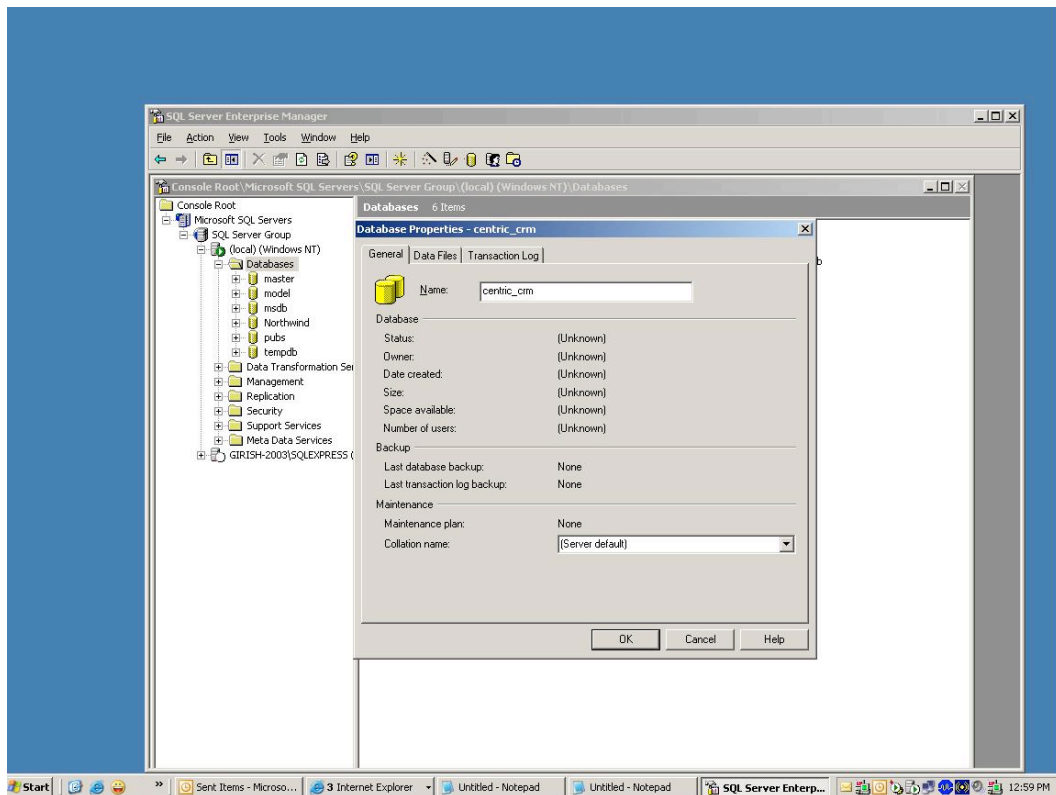 SQL Server Enterprise Manager
File Action View Tools Window Help
Console Root\Microsoft SQL Servers\SQL Server Group\(local) (Windows NT)\Databases
Console Root
Microsoft SQL Servers
SQL Server Group
(local) (Windows NT)
Databases
master
model
msdb
Northwind
pubs
tempdb
Data Transformation Ser
Management
Replication
Security
Support Services
Meta Data Services
GIRISH-2003\SQLEXPRESS (
Databases 6 Items
b
Database Properties - centric_crm
General Data Files Transaction Log
Name: centric_crm
Database
Status: (Unknown)
Owner: (Unknown)
Date created: (Unknown)
Size: (Unknown)
Space available: (Unknown)
Number of users: (Unknown)
Backup
Last database backup: None
Last transaction log backup: None
Maintenance
Maintenance plan: None
Collation name: (Server default)
OK Cancel Help
Start » Sent Items - Microso... 3 Internet Explorer Untitled - Notepad Untitled - Notepad SQL Server Enterp... 12:59 PM